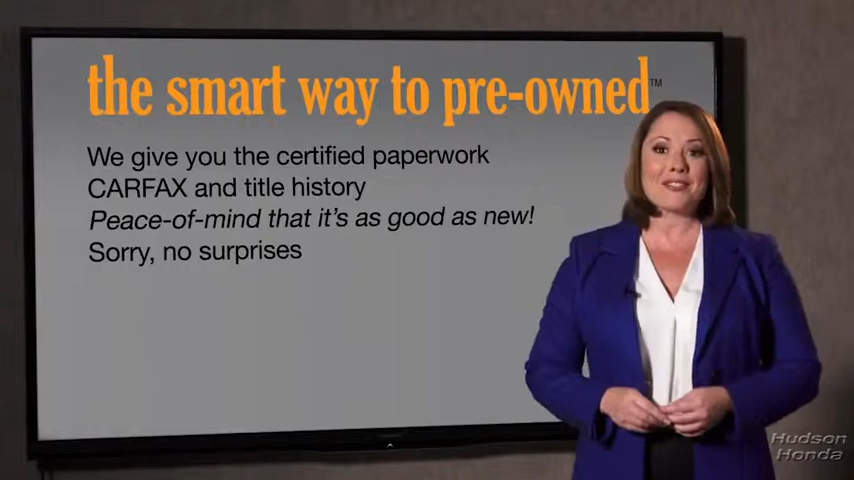 the smart way to pre-owned™
We give you the certified paperwork
CARFAX and title history
Peace-of-mind that it's as good as new!
Sorry, no surprises
Hudson
Honda